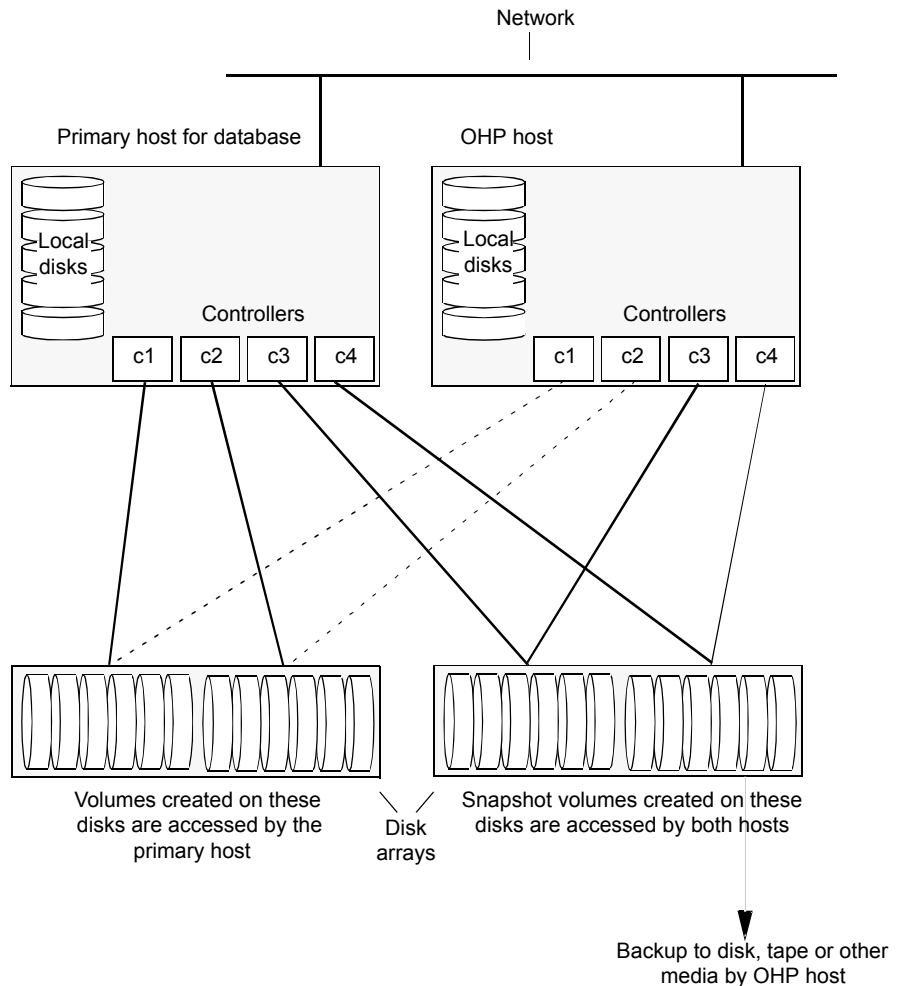 Network
Primary host for database
OHP host
Local
disks
Local
disks
Controllers
Controllers
c1
c2
c3
c4
c1
c2
c3
c4
Volumes created on these
disks are accessed by the
primary host
Disk
arrays
Snapshot volumes created on these
disks are accessed by both hosts
Backup to disk, tape or other
media by OHP host